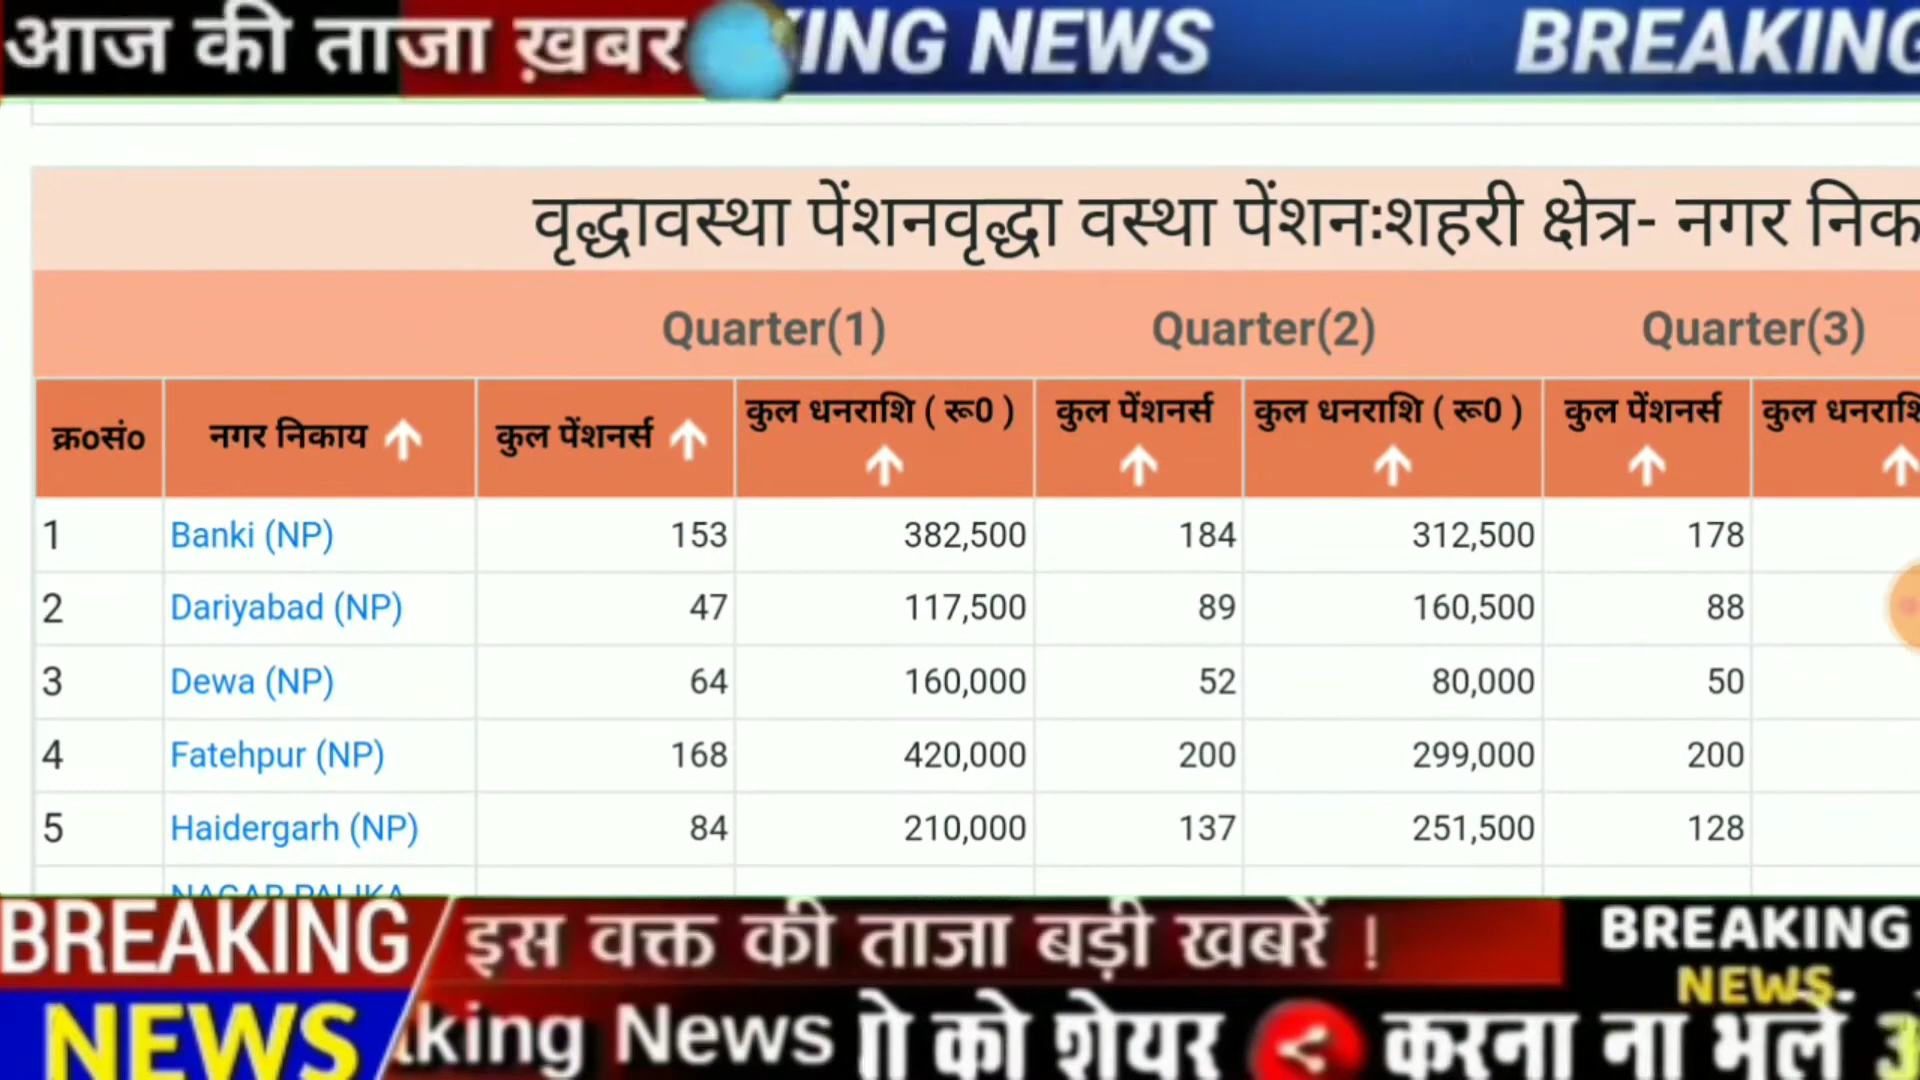 आज की ताजा ख़बर KING NEWS BREAKING
वृद्धावस्था पेंशनवृद्धा वस्था पेंशनःशहरी क्षेत्र- नगर निक
Quarter(1) Quarter(2) Quarter(3)
क्र०सं० नगर निकाय कुल पेंशनर्स कुल धनराशि ( रू0 ) कुल पेंशनर्स कुल धनराशि ( रू0 ) कुल पेंशनर्स कुल धनराशि
1 Banki (NP) 153 382,500 184 312,500 178
2 Dariyabad (NP) 47 117,500 89 160,500 88
3 Dewa (NP) 64 160,000 52 80,000 50
4 Fatehpur (NP) 168 420,000 200 299,000 200
5 Haidergarh (NP) 84 210,000 137 251,500 128
NAGAR PALIKA
BREAKING इस वक्त की ताजा बड़ी खबरें ! BREAKING
NEWS
NEWS king News को शेयर करना ना भूलें